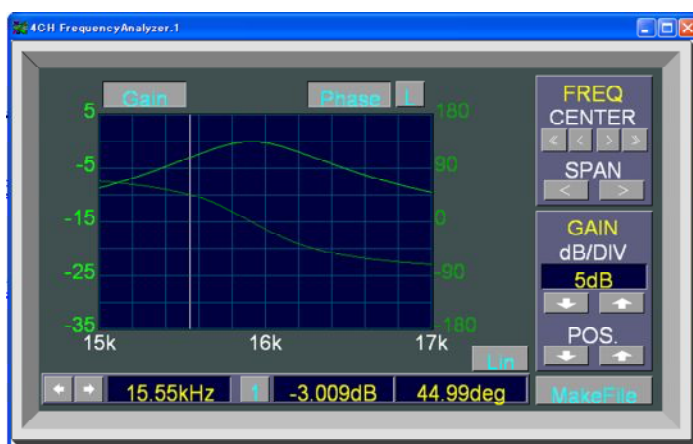 4CH FrequencyAnalyzer.1
Gain
Phase
L
5
-5
-15
-25
-35
180
90
0
-90
-180
15k
16k
17k
Lin
15.55kHz
1
-3.009dB
44.99deg
FREQ
CENTER
<< < > >>
SPAN
< >
GAIN
dB/DIV
5dB
POS.
MakeFile